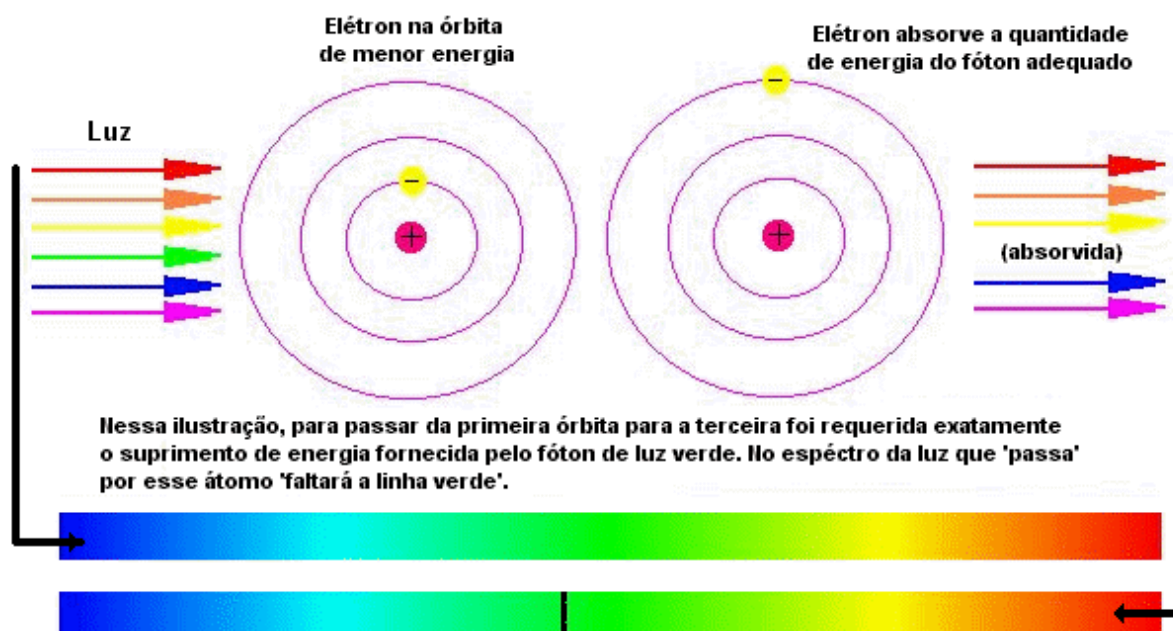 Elétron na órbita
de menor energia
Elétron absorve a quantidade
de energia do fóton adequado
Luz
−
+
−
+
(absorvida)
Nessa ilustração, para passar da primeira órbita para a terceira foi requerida exatamente
o suprimento de energia fornecida pelo fóton de luz verde. No espéctro da luz que 'passa'
por esse átomo 'faltará a linha verde'.